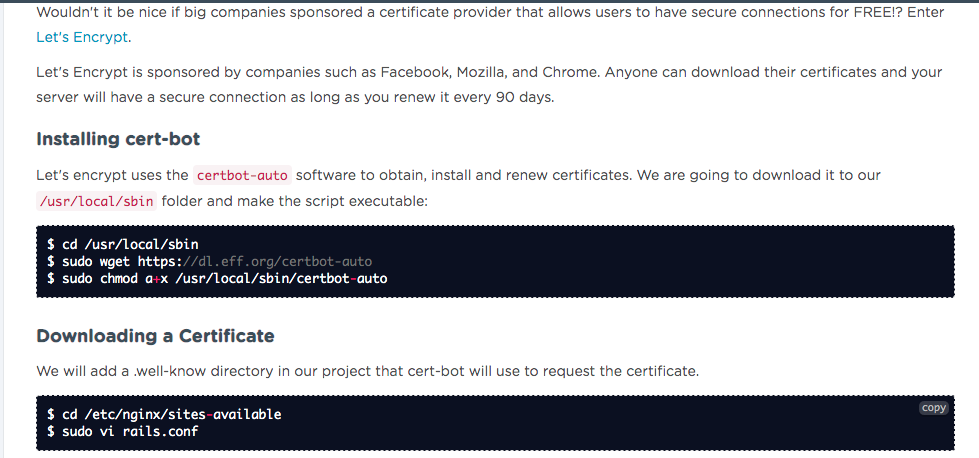 Wouldn't it be nice if big companies sponsored a certificate provider that allows users to have secure connections for FREE!? Enter
Let's Encrypt.
Let's Encrypt is sponsored by companies such as Facebook, Mozilla, and Chrome. Anyone can download their certificates and your
server will have a secure connection as long as you renew it every 90 days.
Installing cert-bot
Let's encrypt uses the certbot-auto software to obtain, install and renew certificates. We are going to download it to our
/usr/local/sbin folder and make the script executable:
$ cd /usr/local/sbin
$ sudo wget https://dl.eff.org/certbot-auto
$ sudo chmod a+x /usr/local/sbin/certbot-auto
Downloading a Certificate
We will add a .well-know directory in our project that cert-bot will use to request the certificate.
copy
$ cd /etc/nginx/sites-available
$ sudo vi rails.conf